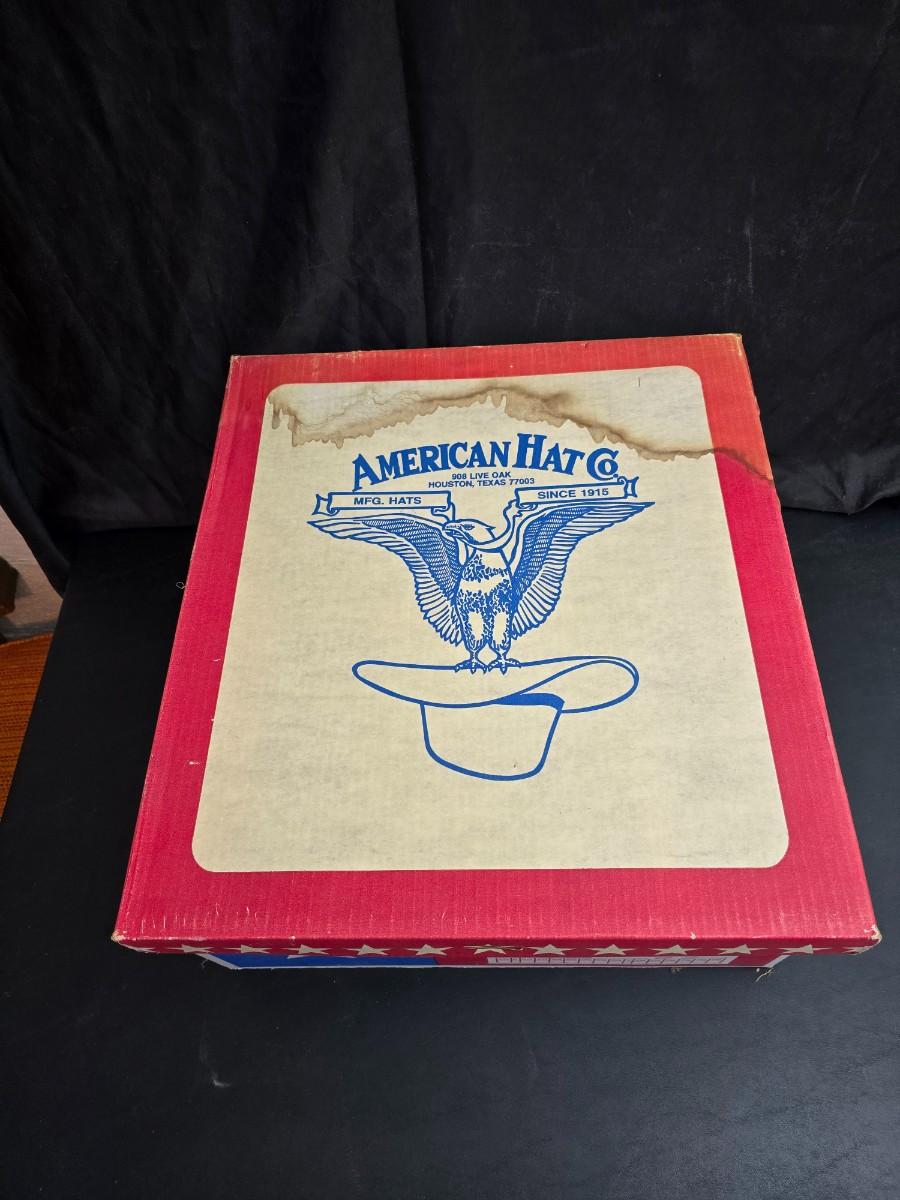 AMERICAN HAT CO.
908 LIVE OAK
HOUSTON, TEXAS 77003
MFG. HATS
SINCE 1915